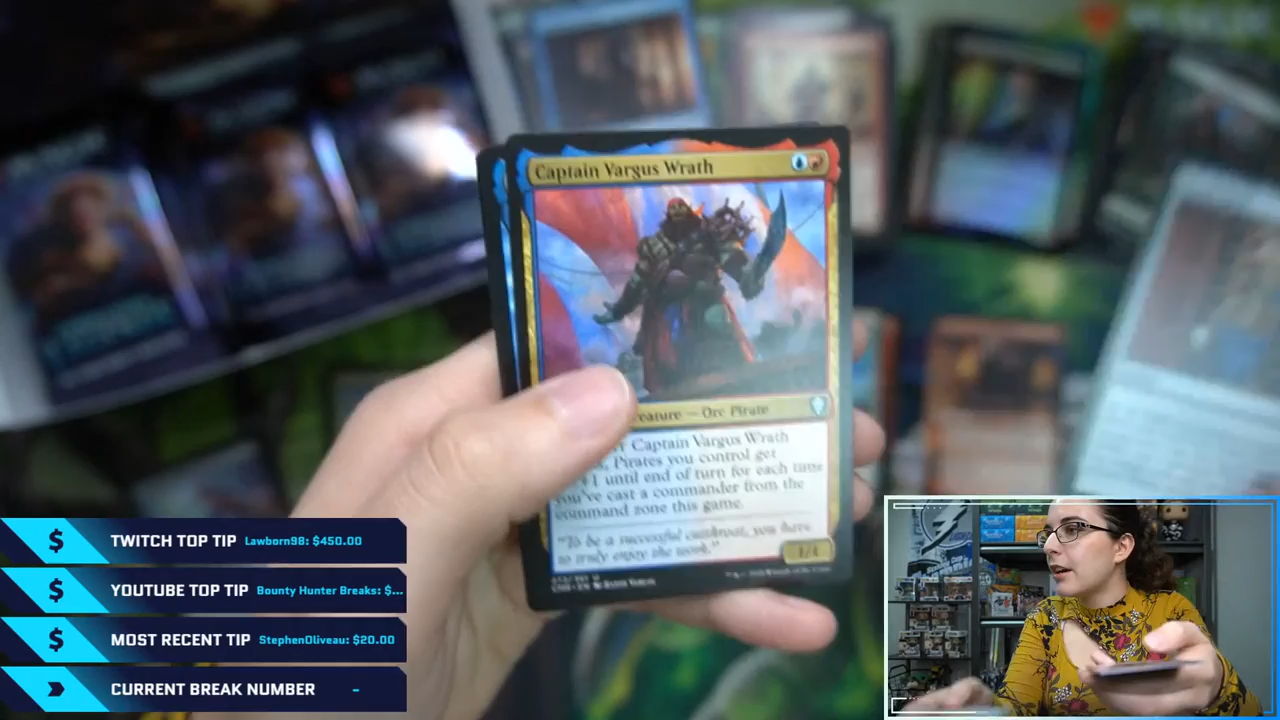 Captain Vargus Wrath
reature — Orc Pirate
Captain Vargus Wrath
Pirates you control get
+1 until end of turn for each time
you've cast a commander from the
command zone this game.
"To be a successful cutthroat, you have
to truly enjoy the work."
1/1
TWITCH TOP TIP Lawborn98: $450.00
YOUTUBE TOP TIP Bounty Hunter Breaks: $...
MOST RECENT TIP StephenOliveau: $20.00
CURRENT BREAK NUMBER -